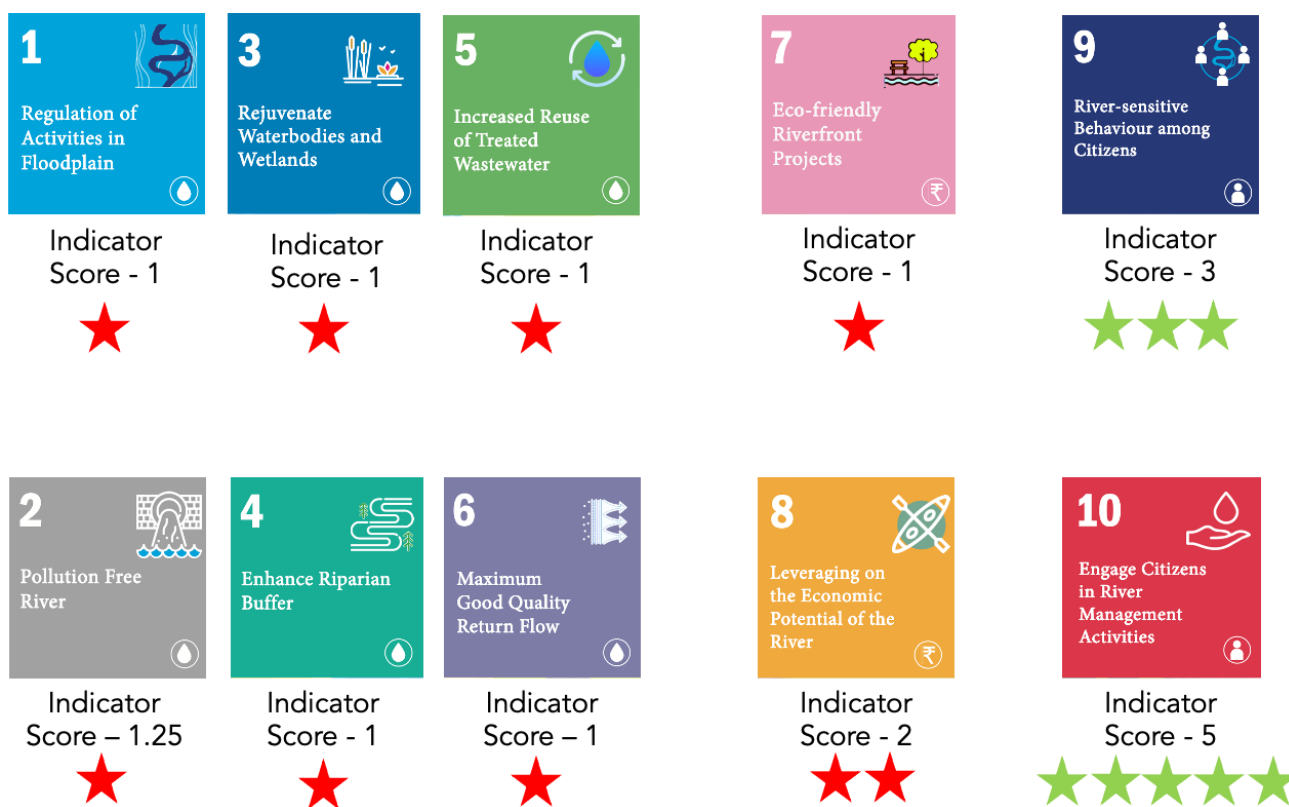 1
Regulation of
Activities in
Floodplain
Indicator
Score - 1
3
Rejuvenate
Waterbodies and
Wetlands
Indicator
Score - 1
5
Increased Reuse
of Treated
Wastewater
Indicator
Score - 1
7
Eco-friendly
Riverfront
Projects
₹
Indicator
Score - 1
9
River-sensitive
Behaviour among
Citizens
Indicator
Score - 3
2
Pollution Free
River
Indicator
Score – 1.25
4
Enhance Riparian
Buffer
Indicator
Score - 1
6
Maximum
Good Quality
Return Flow
Indicator
Score – 1
8
Leveraging on
the Economic
Potential of the
River
₹
Indicator
Score - 2
10
Engage Citizens
in River
Management
Activities
Indicator
Score - 5